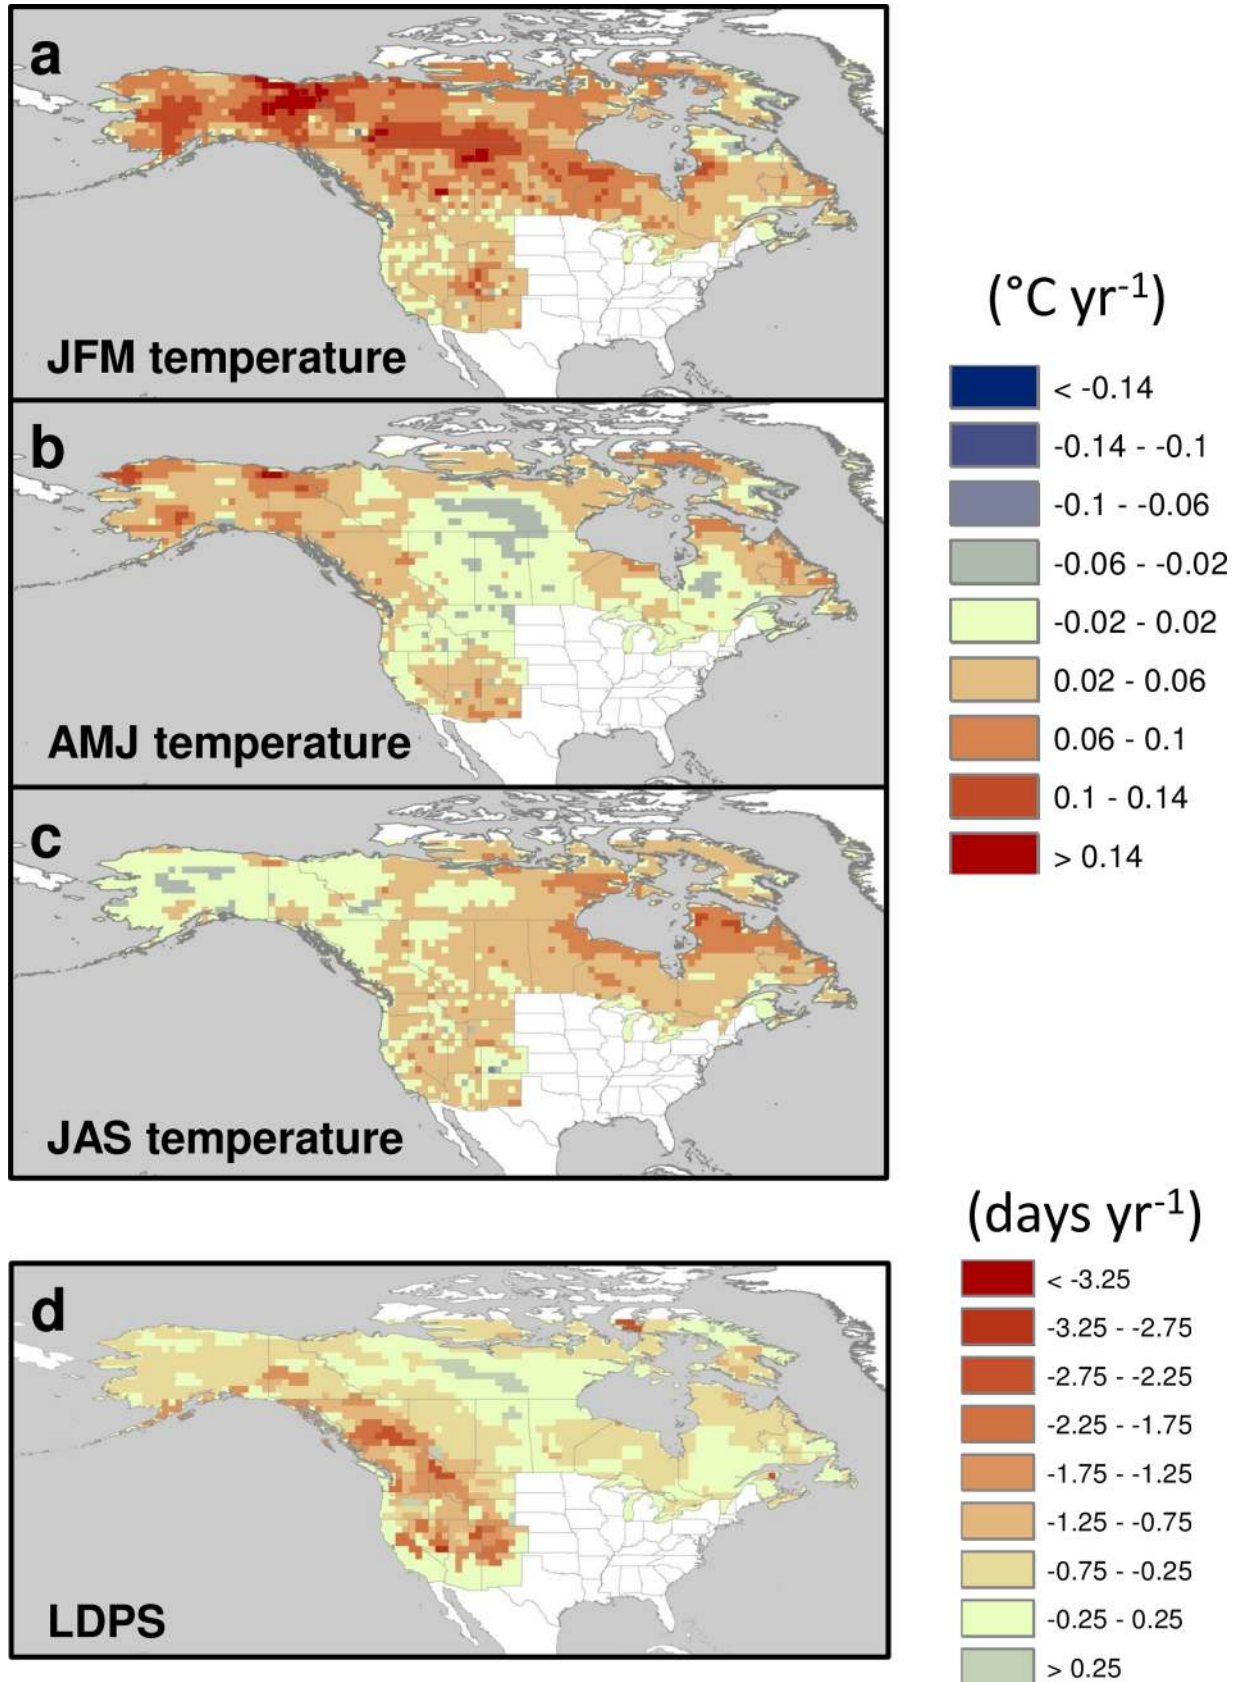 a
JFM temperature
b
AMJ temperature
c
JAS temperature
(°C yr⁻¹)
< -0.14
-0.14 - -0.1
-0.1 - -0.06
-0.06 - -0.02
-0.02 - 0.02
0.02 - 0.06
0.06 - 0.1
0.1 - 0.14
> 0.14
d
LDPS
(days yr⁻¹)
< -3.25
-3.25 - -2.75
-2.75 - -2.25
-2.25 - -1.75
-1.75 - -1.25
-1.25 - -0.75
-0.75 - -0.25
-0.25 - 0.25
> 0.25